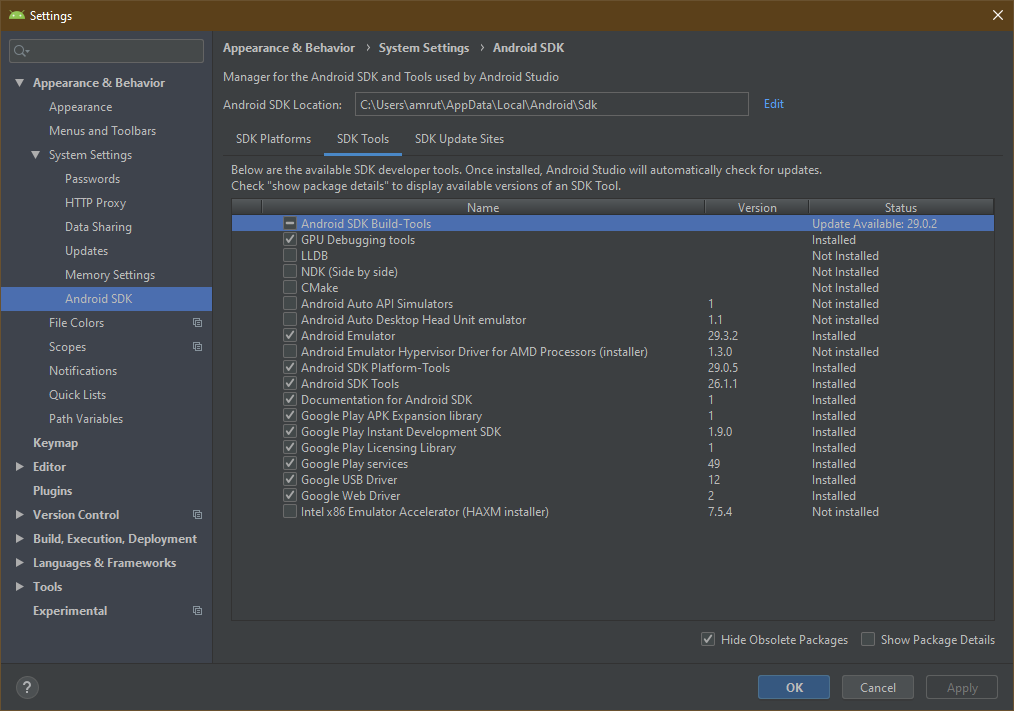 Settings
Appearance & Behavior
Appearance
Menus and Toolbars
System Settings
Passwords
HTTP Proxy
Data Sharing
Updates
Memory Settings
Android SDK
File Colors
Scopes
Notifications
Quick Lists
Path Variables
Keymap
Editor
Plugins
Version Control
Build, Execution, Deployment
Languages & Frameworks
Tools
Experimental
Appearance & Behavior › System Settings › Android SDK
Manager for the Android SDK and Tools used by Android Studio
Android SDK Location: C:\Users\amrut\AppData\Local\Android\Sdk Edit
SDK Platforms SDK Tools SDK Update Sites
Below are the available SDK developer tools. Once installed, Android Studio will automatically check for updates.
Check "show package details" to display available versions of an SDK Tool.
Name Version Status
Android SDK Build-Tools Update Available: 29.0.2
GPU Debugging tools Installed
LLDB Not Installed
NDK (Side by side) Not Installed
CMake Not Installed
Android Auto API Simulators 1 Not installed
Android Auto Desktop Head Unit emulator 1.1 Not installed
Android Emulator 29.3.2 Installed
Android Emulator Hypervisor Driver for AMD Processors (installer) 1.3.0 Not installed
Android SDK Platform-Tools 29.0.5 Installed
Android SDK Tools 26.1.1 Installed
Documentation for Android SDK 1 Installed
Google Play APK Expansion library 1 Installed
Google Play Instant Development SDK 1.9.0 Installed
Google Play Licensing Library 1 Installed
Google Play services 49 Installed
Google USB Driver 12 Installed
Google Web Driver 2 Installed
Intel x86 Emulator Accelerator (HAXM installer) 7.5.4 Not installed
Hide Obsolete Packages Show Package Details
? OK Cancel Apply